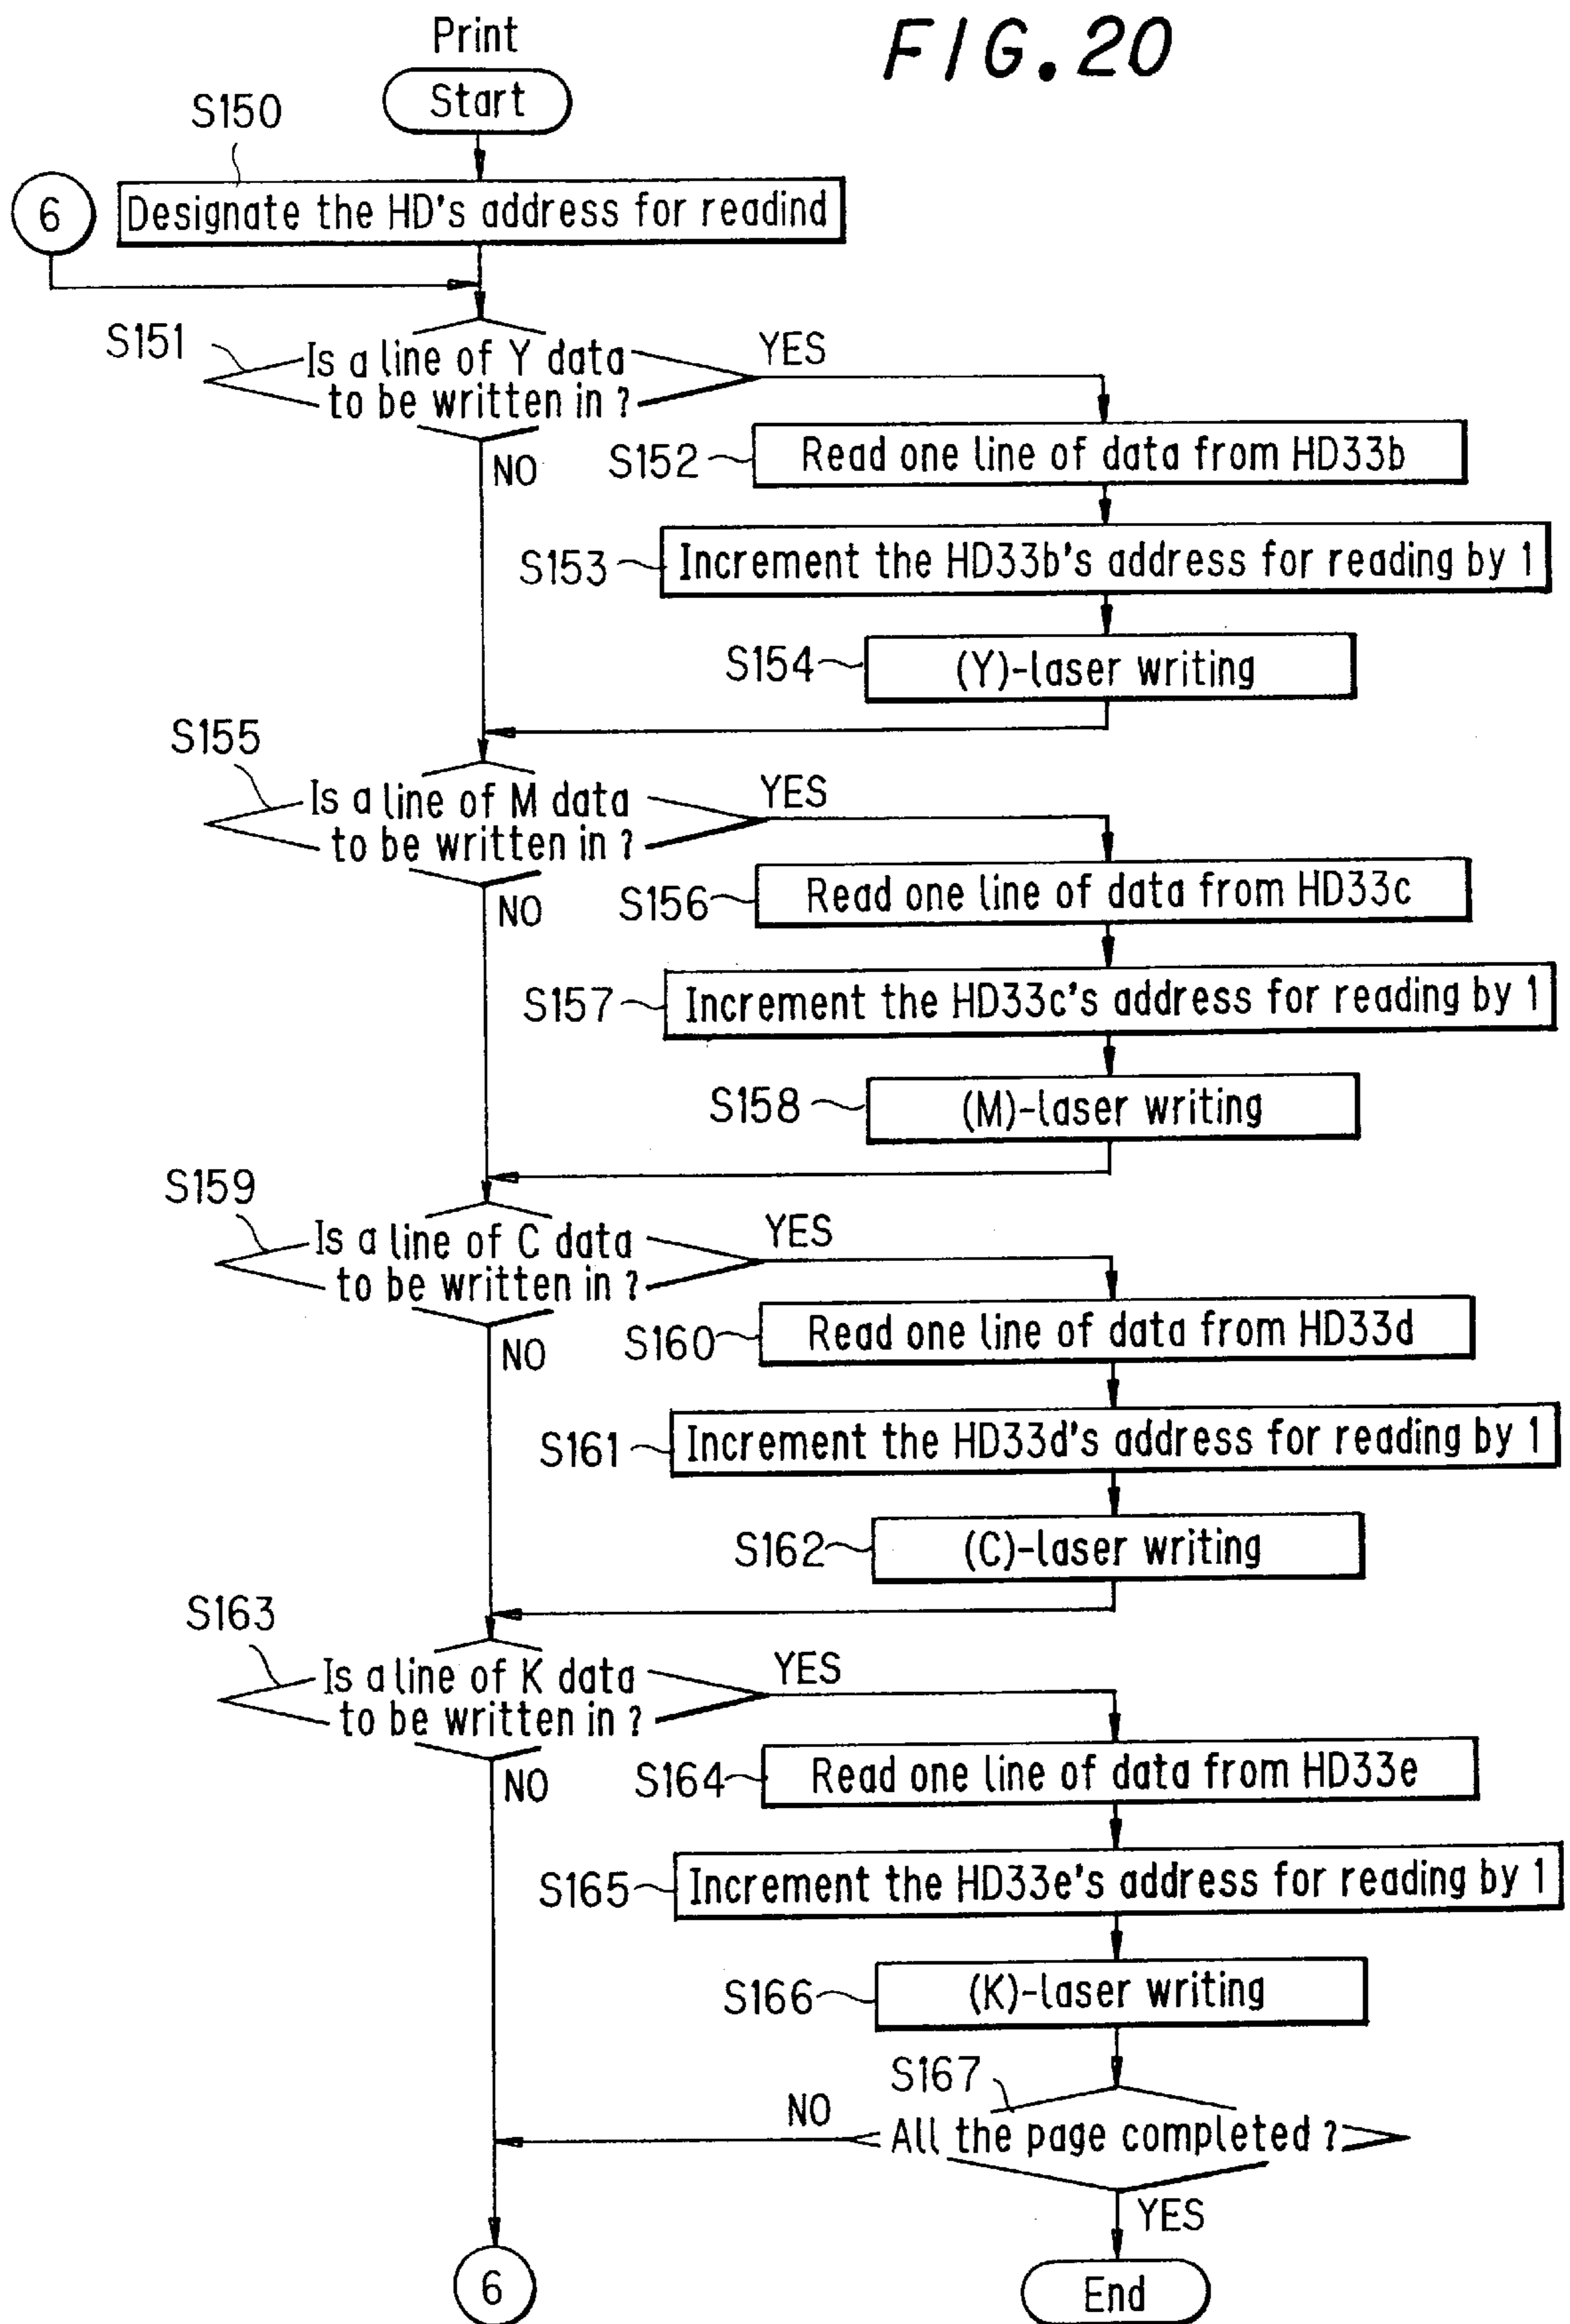 FIG.20
Print
Start
S150
6
Designate the HD's address for readind
S151
Is a line of Y data
to be written in ?
YES
NO
S152
Read one line of data from HD33b
S153
Increment the HD33b's address for reading by 1
S154
(Y)-laser writing
S155
Is a line of M data
to be written in ?
YES
NO
S156
Read one line of data from HD33c
S157
Increment the HD33c's address for reading by 1
S158
(M)-laser writing
S159
Is a line of C data
to be written in ?
YES
NO
S160
Read one line of data from HD33d
S161
Increment the HD33d's address for reading by 1
S162
(C)-laser writing
S163
Is a line of K data
to be written in ?
YES
NO
S164
Read one line of data from HD33e
S165
Increment the HD33e's address for reading by 1
S166
(K)-laser writing
S167
NO
All the page completed ?
YES
6
End